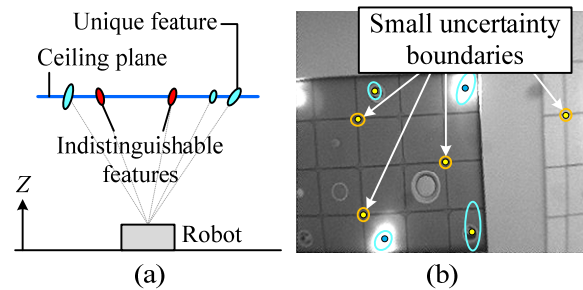 Unique feature
Ceiling plane
Indistinguishable
features
Z
Robot
(a)
Small uncertainty
boundaries
(b)